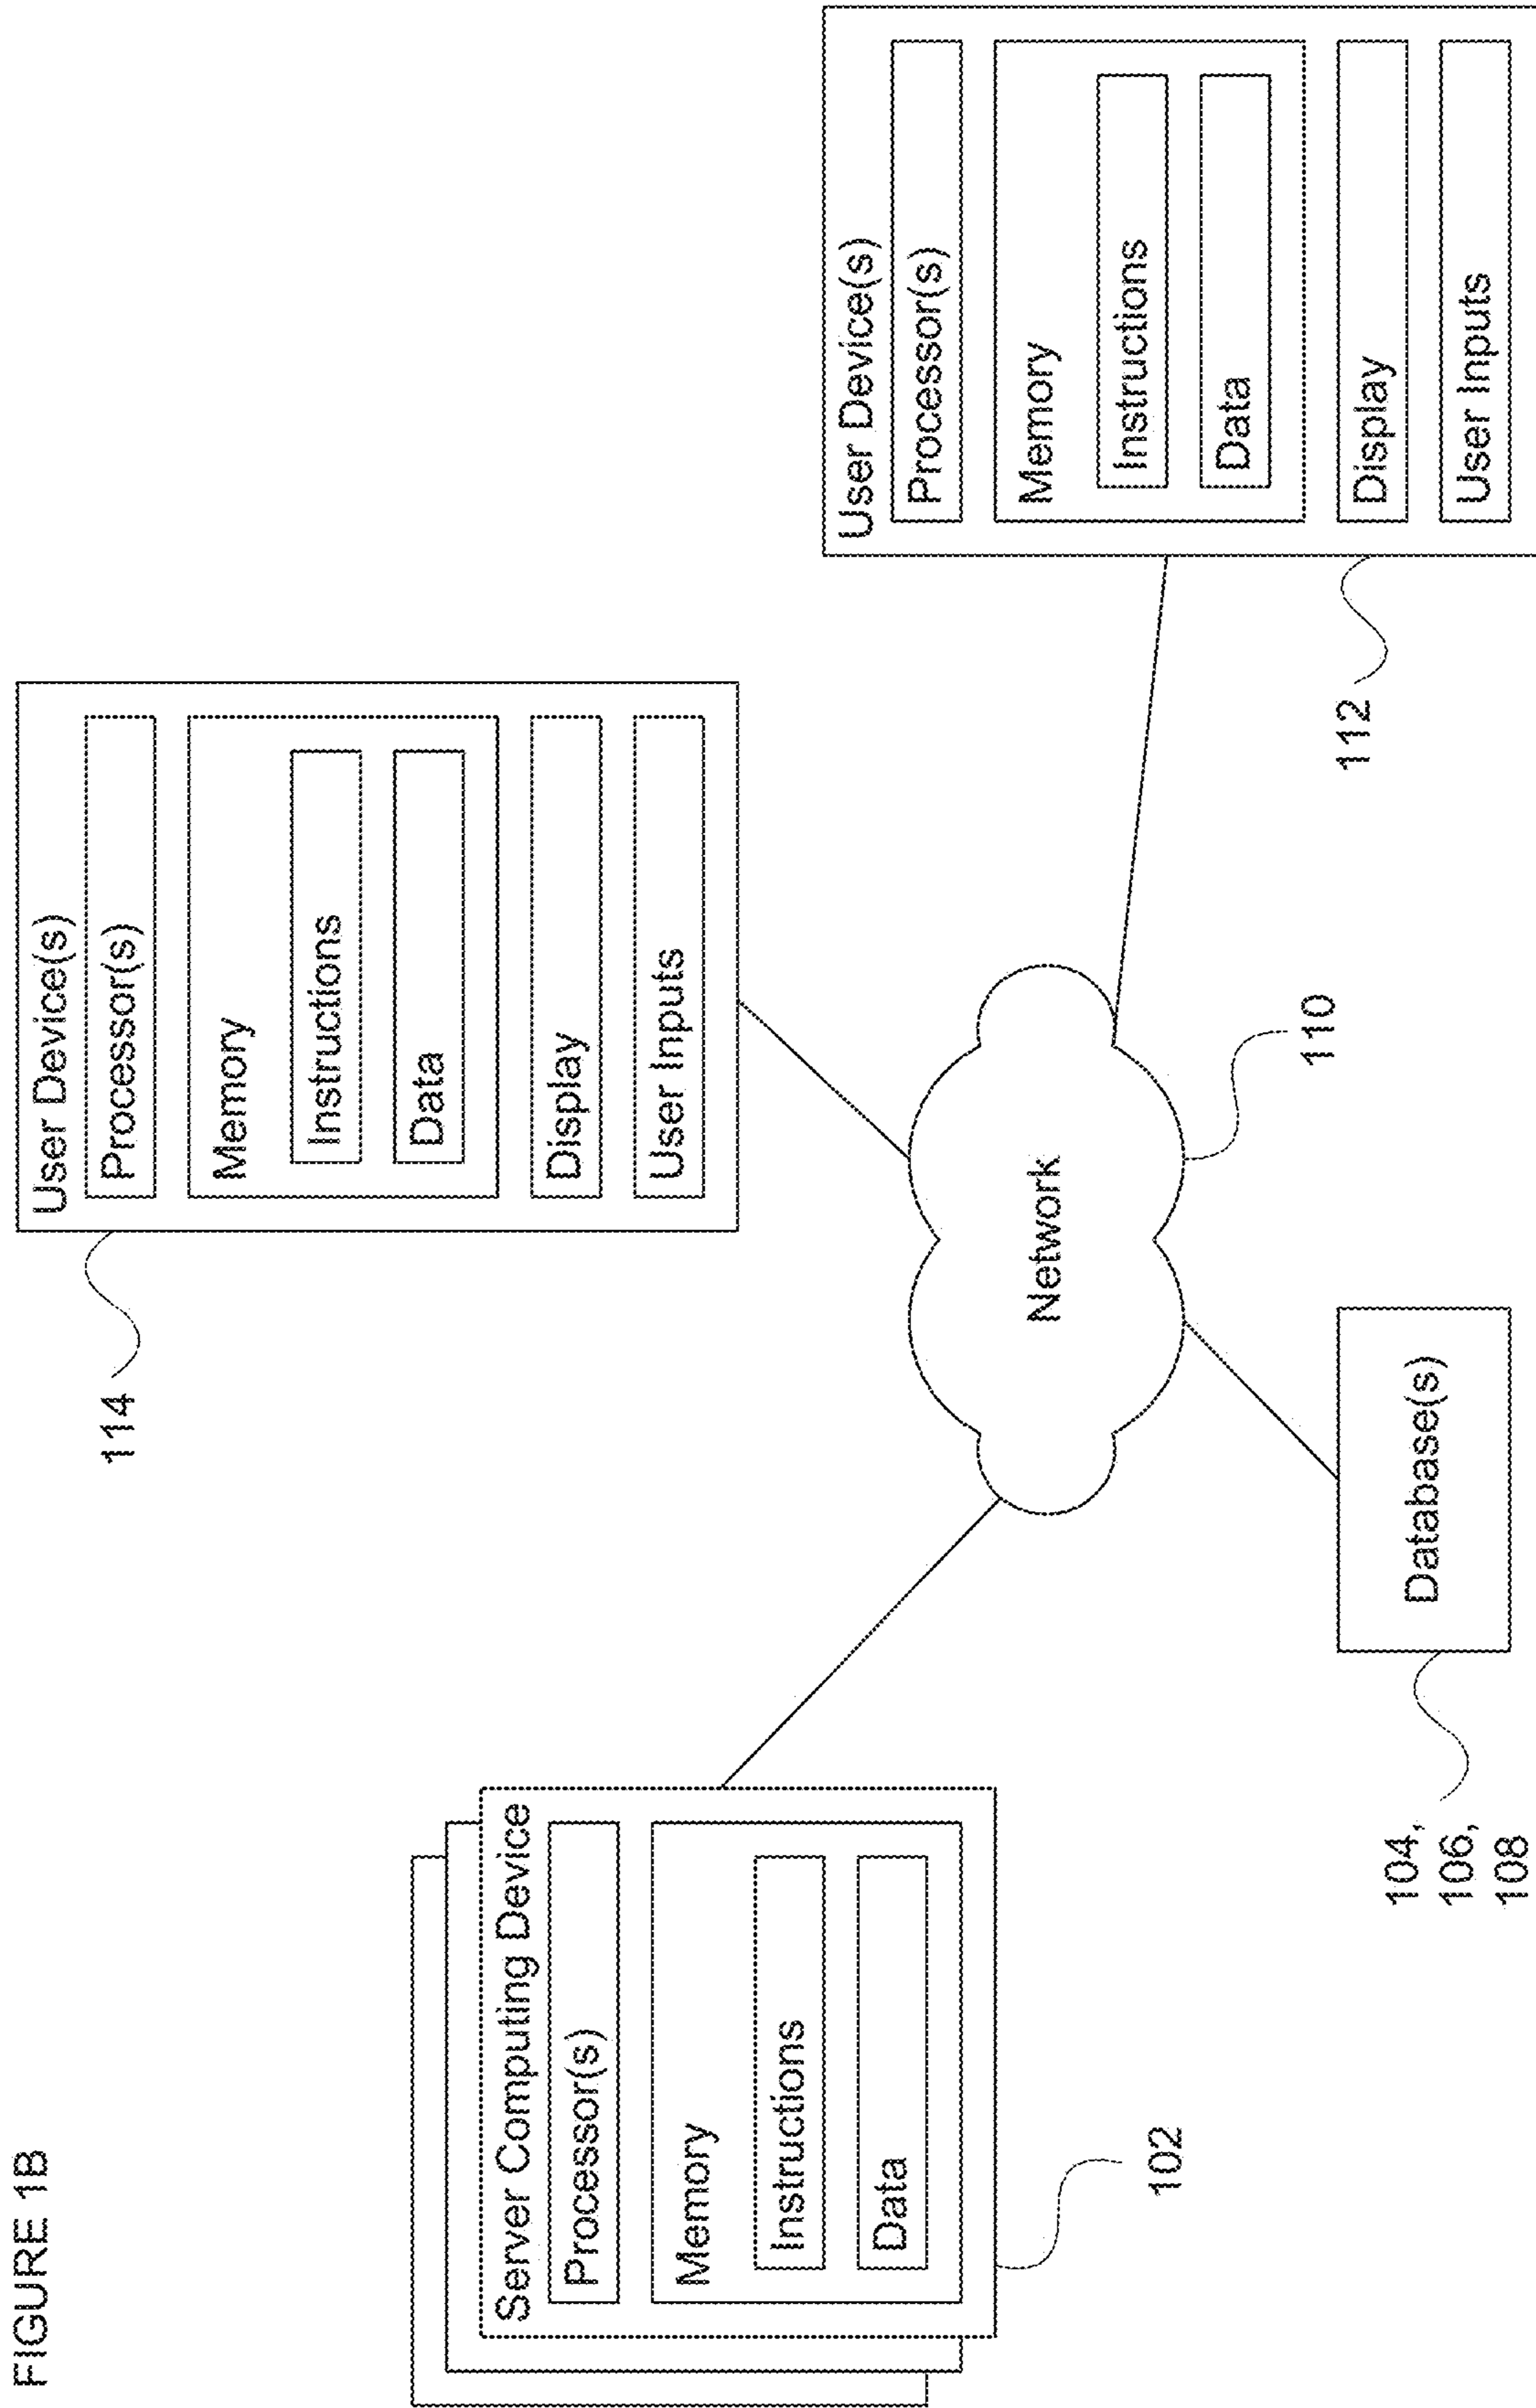 FIGURE 1B
Server Computing Device
Processor(s)
Memory
Instructions
Data
102
114
User Device(s)
Processor(s)
Memory
Instructions
Data
Display
User Inputs
Network
110
Database(s)
104,
106,
108
User Device(s)
Processor(s)
Memory
Instructions
Data
Display
User Inputs
112